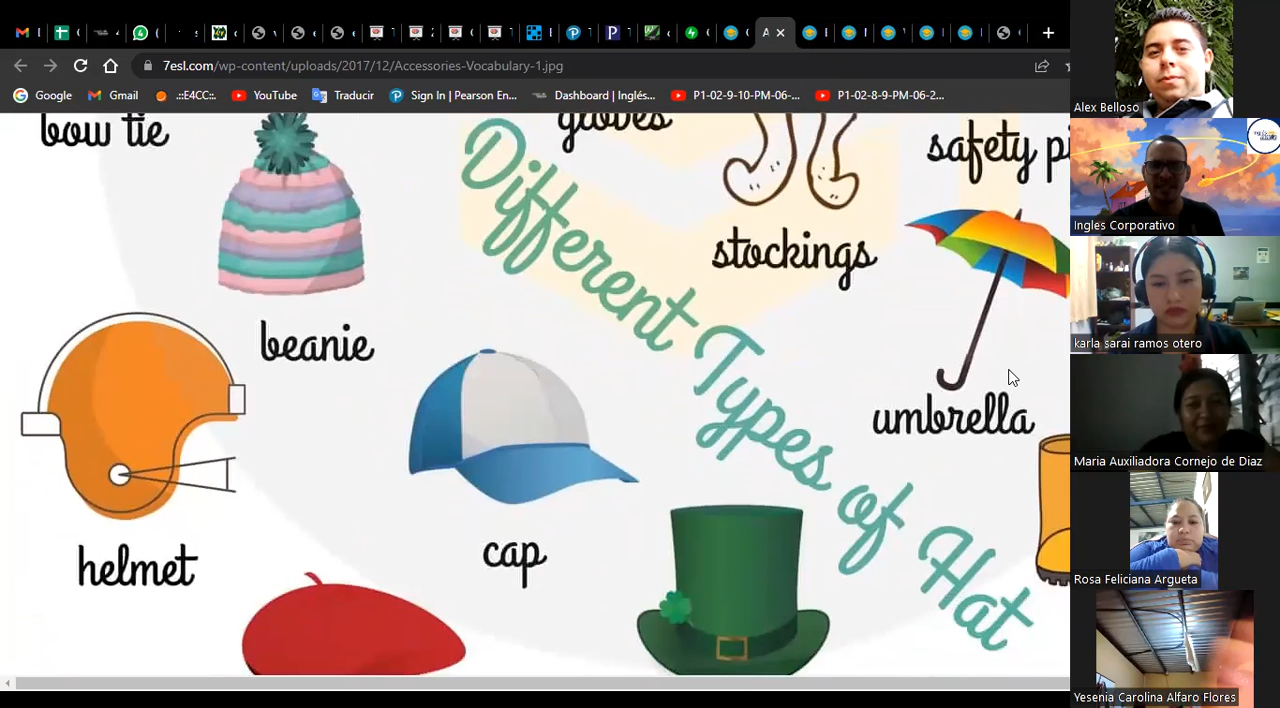 7esl.com/wp-content/uploads/2017/12/Accessories-Vocabulary-1.jpg
Google
Gmail
.::E4CC::.
YouTube
Traducir
Sign In | Pearson En...
Dashboard | Inglés...
P1-02-9-10-PM-06-...
P1-02-8-9-PM-06-2...
bow tie
gloves
safety pi
stockings
beanie
umbrella
Different Types of Hat
helmet
cap
Alex Belloso
Ingles Corporativo
karla sarai ramos otero
Maria Auxiliadora Cornejo de Diaz
Rosa Feliciana Argueta
Yesenia Carolina Alfaro Flores